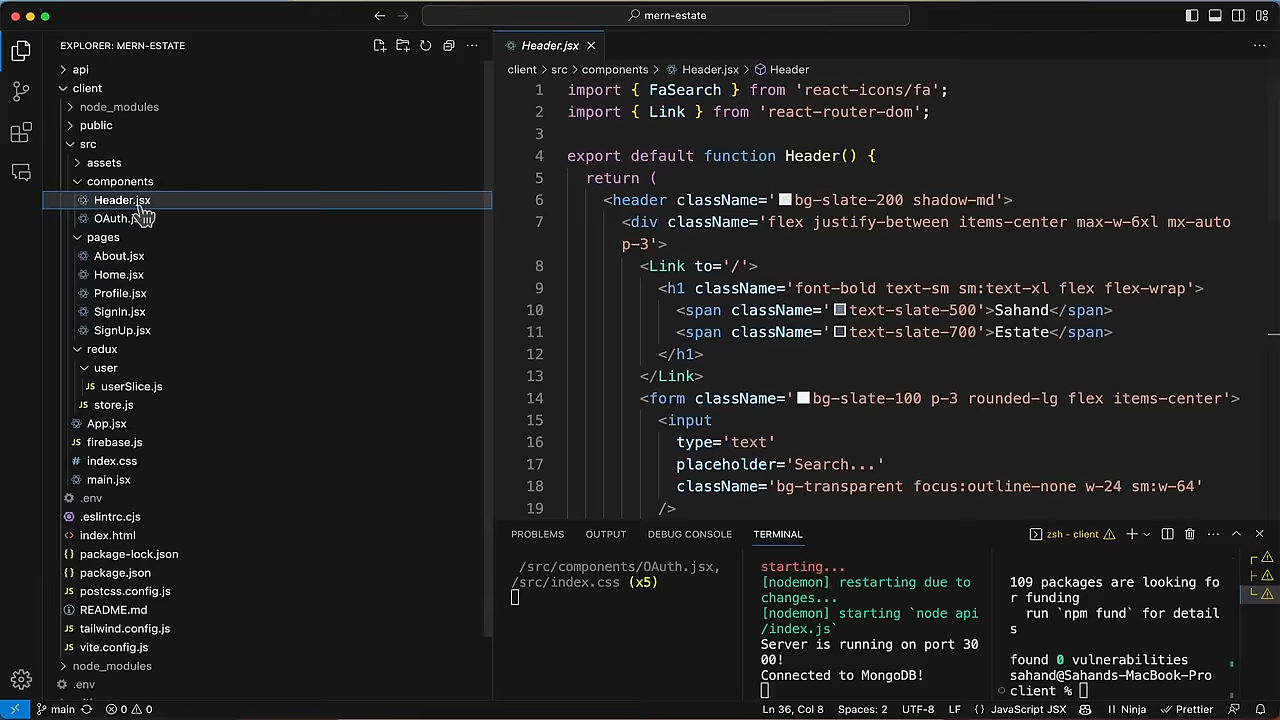 mern-estate
EXPLORER: MERN-ESTATE
api
client
node_modules
public
src
assets
components
Header.jsx
OAuth.j
pages
About.jsx
Home.jsx
Profile.jsx
SignIn.jsx
SignUp.jsx
redux
user
JS userSlice.js
JS store.js
App.jsx
JS firebase.js
# index.css
main.jsx
.env
.eslintrc.cjs
<> index.html
{} package-lock.json
{} package.json
JS postcss.config.js
README.md
JS tailwind.config.js
JS vite.config.js
node_modules
.env
Header.jsx
client > src > components > Header.jsx > Header
1 import { FaSearch } from 'react-icons/fa';
2 import { Link } from 'react-router-dom';
3
4 export default function Header() {
5 return (
6 <header className='bg-slate-200 shadow-md'>
7 <div className='flex justify-between items-center max-w-6xl mx-auto
p-3'>
8 <Link to='/'>
9 <h1 className='font-bold text-sm sm:text-xl flex flex-wrap'>
10 <span className='text-slate-500'>Sahand</span>
11 <span className='text-slate-700'>Estate</span>
12 </h1>
13 </Link>
14 <form className='bg-slate-100 p-3 rounded-lg flex items-center'>
15 <input
16 type='text'
17 placeholder='Search...'
18 className='bg-transparent focus:outline-none w-24 sm:w-64'
19 />
PROBLEMS OUTPUT DEBUG CONSOLE TERMINAL
zsh - client
/src/components/OAuth.jsx,
/src/index.css (x5)
starting...
[nodemon] restarting due to
changes...
[nodemon] starting `node api
/index.js`
Server is running on port 30
00!
Connected to MongoDB!
109 packages are looking fo
r funding
run `npm fund` for detail
s
found 0 vulnerabilities
sahand@Sahands-MacBook-Pro
client %
main 0 0 Ln 36, Col 8 Spaces: 2 UTF-8 LF {} JavaScript JSX Ninja Prettier